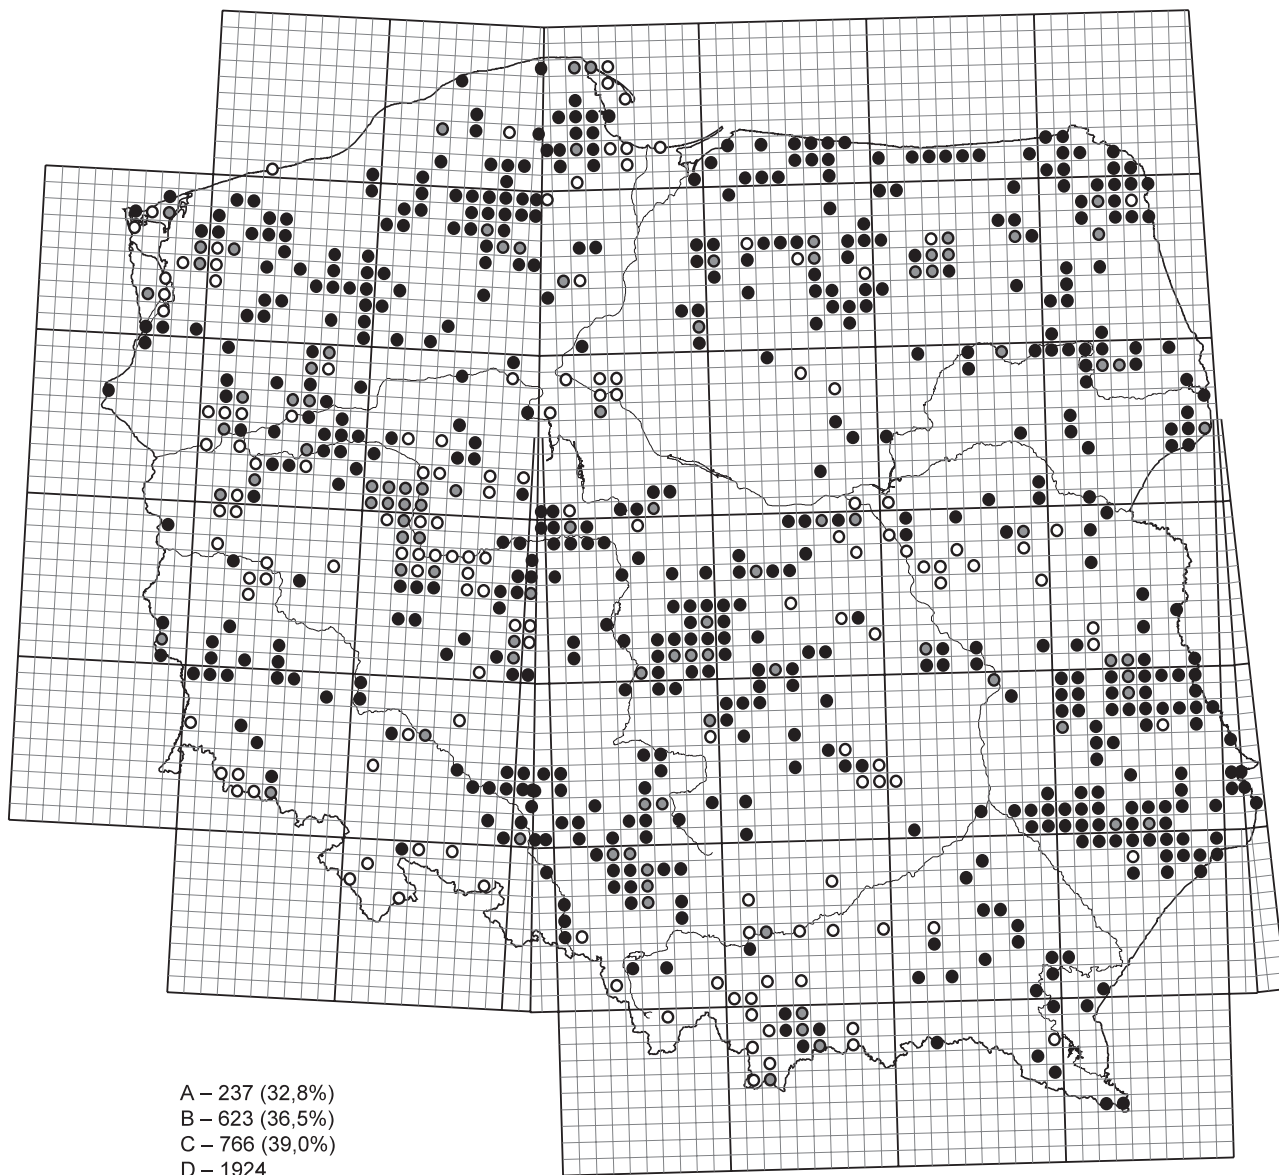 A – 237 (32,8%)
B – 623 (36,5%)
C – 766 (39,0%)
D – 1924